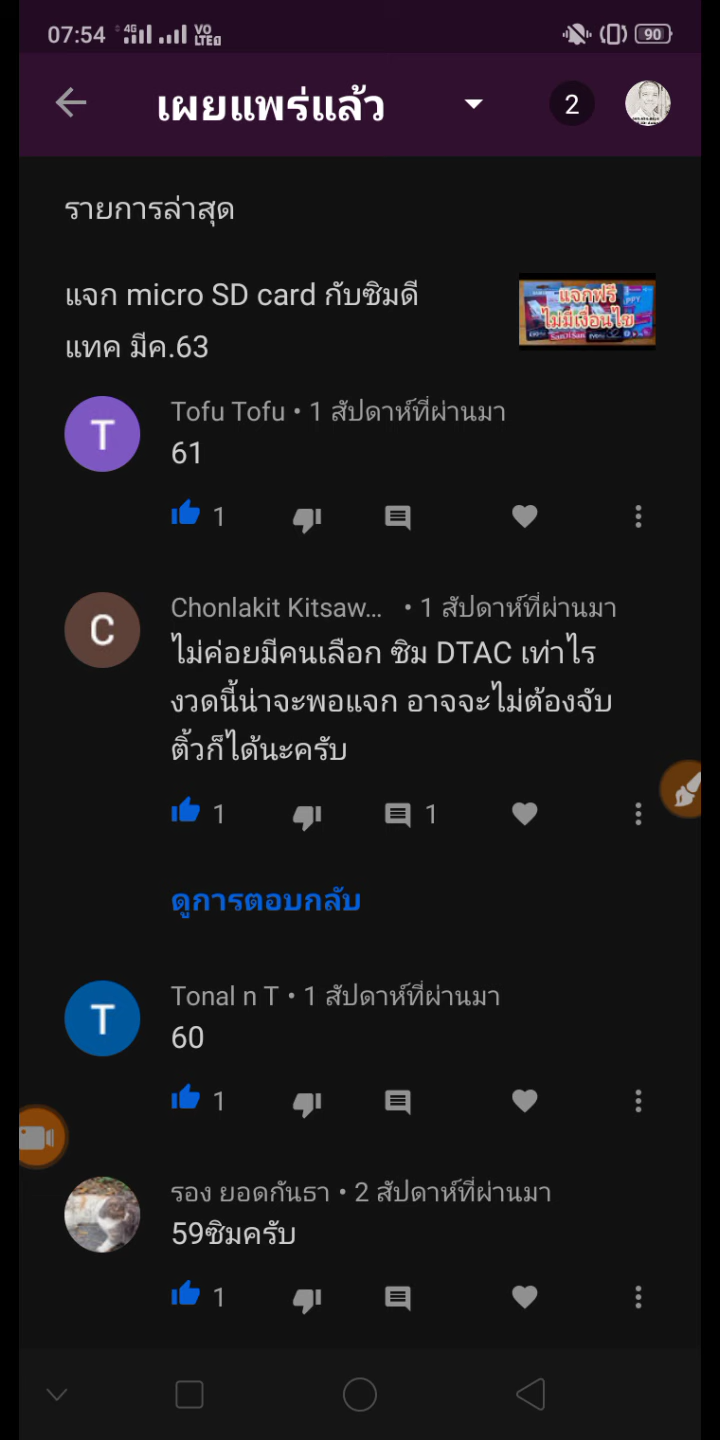 07:54 4G VO LTE 90
เผยแพร่แล้ว 2
รายการล่าสุด
แจก micro SD card กับซิมดี
แทค มีค.63
แจกฟรี
ไม่มีเงื่อนไข
T
Tofu Tofu • 1 สัปดาห์ที่ผ่านมา
61
1
C
Chonlakit Kitsaw... • 1 สัปดาห์ที่ผ่านมา
ไม่ค่อยมีคนเลือก ซิม DTAC เท่าไร
งวดนี้น่าจะพอแจก อาจจะไม่ต้องจับ
ติ้วก็ได้นะครับ
1 1
ดูการตอบกลับ
T
Tonal n T • 1 สัปดาห์ที่ผ่านมา
60
1
รอง ยอดกันธา • 2 สัปดาห์ที่ผ่านมา
59ซิมครับ
1